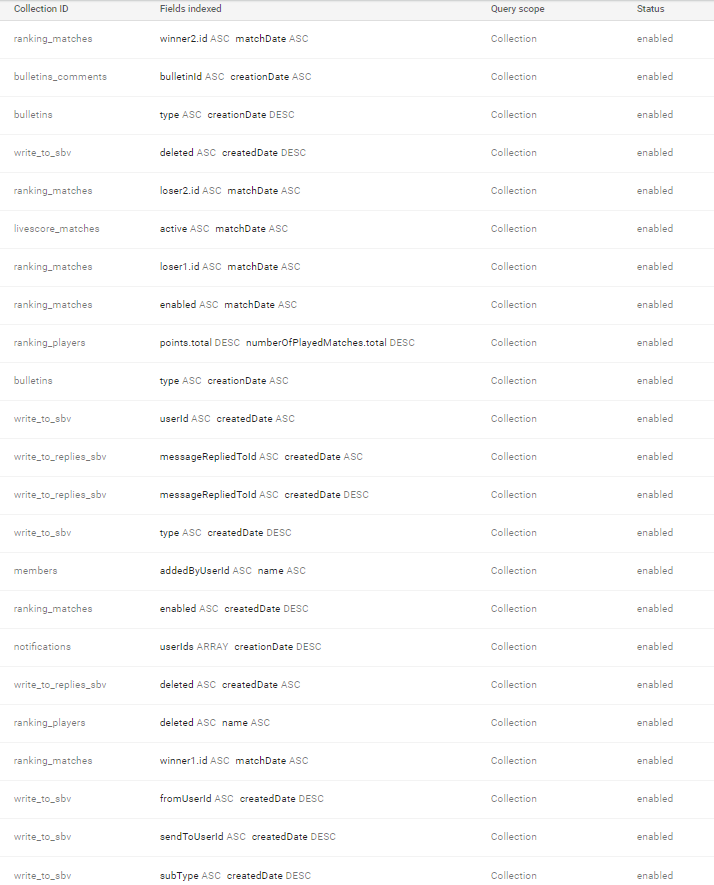 Collection ID Fields indexed Query scope Status
ranking_matches winner2.id ASC matchDate ASC Collection enabled
bulletins_comments bulletinId ASC creationDate ASC Collection enabled
bulletins type ASC creationDate DESC Collection enabled
write_to_sbv deleted ASC createdDate DESC Collection enabled
ranking_matches loser2.id ASC matchDate ASC Collection enabled
livescore_matches active ASC matchDate ASC Collection enabled
ranking_matches loser1.id ASC matchDate ASC Collection enabled
ranking_matches enabled ASC matchDate ASC Collection enabled
ranking_players points.total DESC numberOfPlayedMatches.total DESC Collection enabled
bulletins type ASC creationDate ASC Collection enabled
write_to_sbv userId ASC createdDate ASC Collection enabled
write_to_replies_sbv messageRepliedToId ASC createdDate ASC Collection enabled
write_to_replies_sbv messageRepliedToId ASC createdDate DESC Collection enabled
write_to_sbv type ASC createdDate DESC Collection enabled
members addedByUserId ASC name ASC Collection enabled
ranking_matches enabled ASC createdDate DESC Collection enabled
notifications userIds ARRAY creationDate DESC Collection enabled
write_to_replies_sbv deleted ASC createdDate ASC Collection enabled
ranking_players deleted ASC name ASC Collection enabled
ranking_matches winner1.id ASC matchDate ASC Collection enabled
write_to_sbv fromUserId ASC createdDate DESC Collection enabled
write_to_sbv sendToUserId ASC createdDate DESC Collection enabled
write_to_sbv subType ASC createdDate DESC Collection enabled